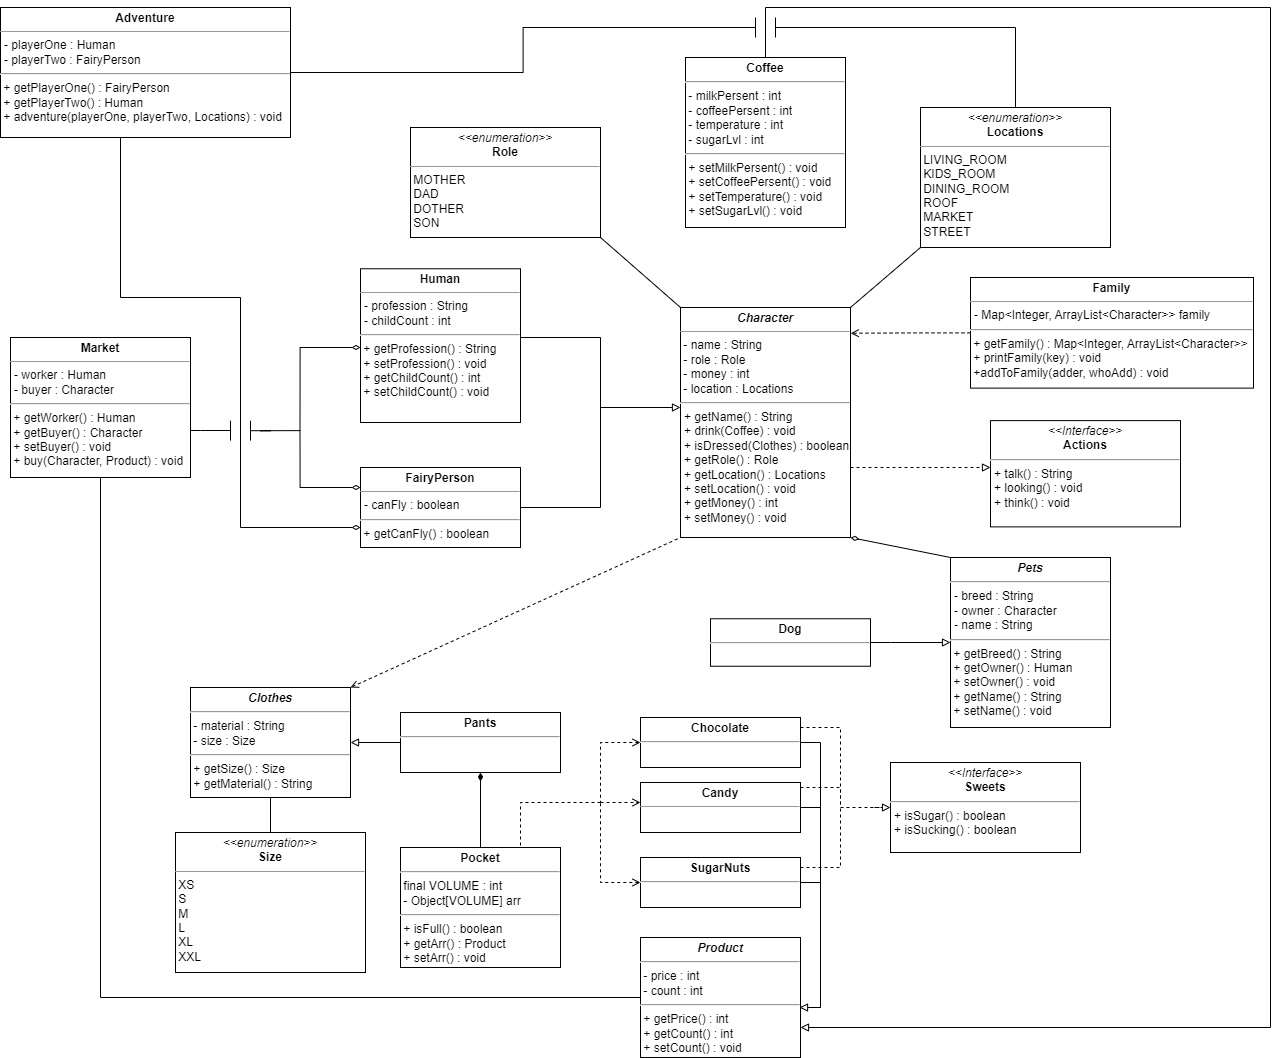 Adventure
- playerOne : Human
- playerTwo : FairyPerson
+ getPlayerOne() : FairyPerson
+ getPlayerTwo() : Human
+ adventure(playerOne, playerTwo, Locations) : void
Coffee
- milkPersent : int
- coffeePersent : int
- temperature : int
- sugarLvl : int
+ setMilkPersent() : void
+ setCoffeePersent() : void
+ setTemperature() : void
+ setSugarLvl() : void
<<enumeration>>
Locations
LIVING_ROOM
KIDS_ROOM
DINING_ROOM
ROOF
MARKET
STREET
<<enumeration>>
Role
MOTHER
DAD
DOTHER
SON
Human
- profession : String
- childCount : int
+ getProfession() : String
+ setProfession() : void
+ getChildCount() : int
+ setChildCount() : void
Character
- name : String
- role : Role
- money : int
- location : Locations
+ getName() : String
+ drink(Coffee) : void
+ isDressed(Clothes) : boolean
+ getRole() : Role
+ getLocation() : Locations
+ setLocation() : void
+ getMoney() : int
+ setMoney() : void
Family
- Map<Integer, ArrayList<Character>> family
+ getFamily() : Map<Integer, ArrayList<Character>>
+ printFamily(key) : void
+addToFamily(adder, whoAdd) : void
Market
- worker : Human
- buyer : Character
+ getWorker() : Human
+ getBuyer() : Character
+ setBuyer() : void
+ buy(Character, Product) : void
<<Interface>>
Actions
+ talk() : String
+ looking() : void
+ think() : void
FairyPerson
- canFly : boolean
+ getCanFly() : boolean
Pets
- breed : String
- owner : Character
- name : String
+ getBreed() : String
+ getOwner() : Human
+ setOwner() : void
+ getName() : String
+ setName() : void
Dog
Clothes
- material : String
- size : Size
+ getSize() : Size
+ getMaterial() : String
Pants
Chocolate
Candy
SugarNuts
<<Interface>>
Sweets
+ isSugar() : boolean
+ isSucking() : boolean
<<enumeration>>
Size
XS
S
M
L
XL
XXL
Pocket
final VOLUME : int
- Object[VOLUME] arr
+ isFull() : boolean
+ getArr() : Product
+ setArr() : void
Product
- price : int
- count : int
+ getPrice() : int
+ getCount() : int
+ setCount() : void